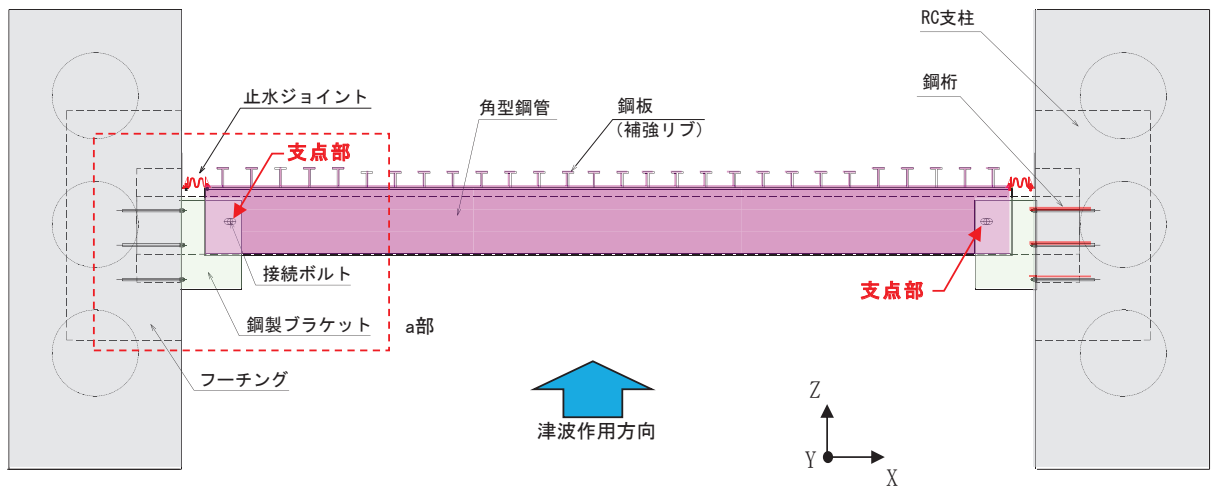 RC支柱
止水ジョイント
角型鋼管
鋼板
(補強リブ)
鋼桁
支点部
接続ボルト
支点部
鋼製ブラケット
a部
フーチング
津波作用方向
Z
Y
X